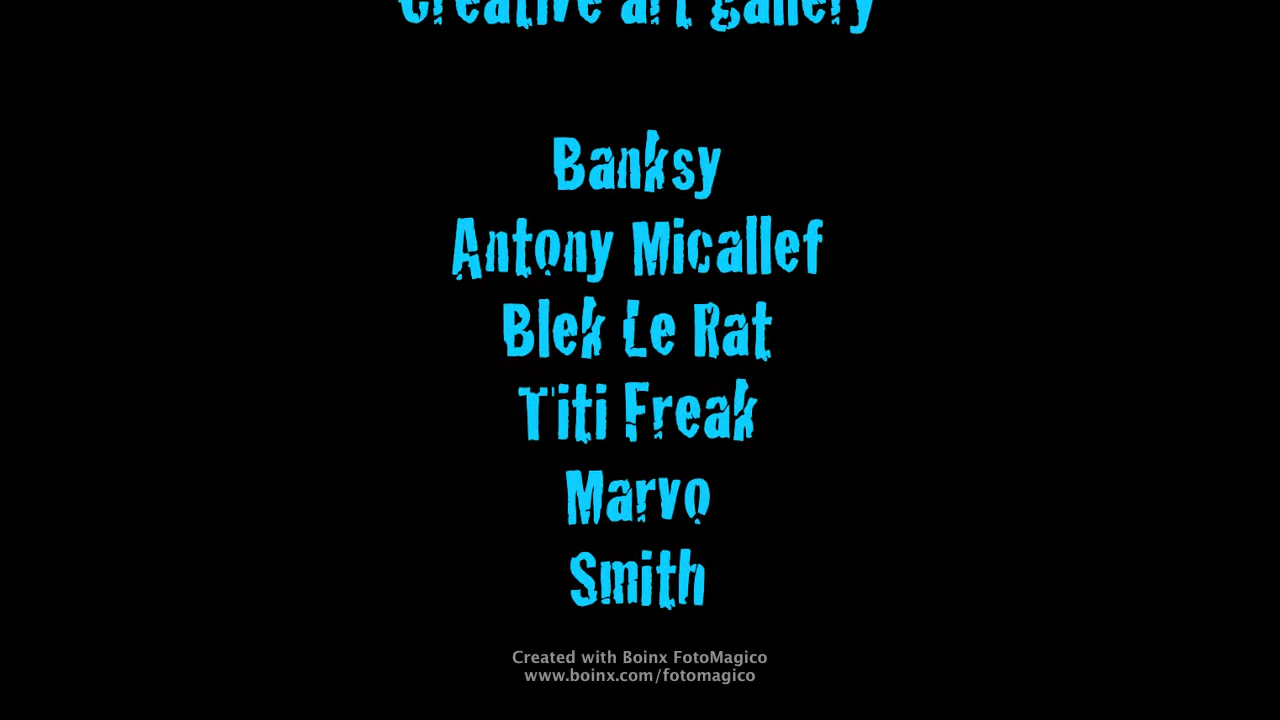 Creative art gallery
Banksy
Antony Micallef
Blek Le Rat
Titi Freak
Marvo
Smith
Created with Boinx FotoMagico
www.boinx.com/fotomagico